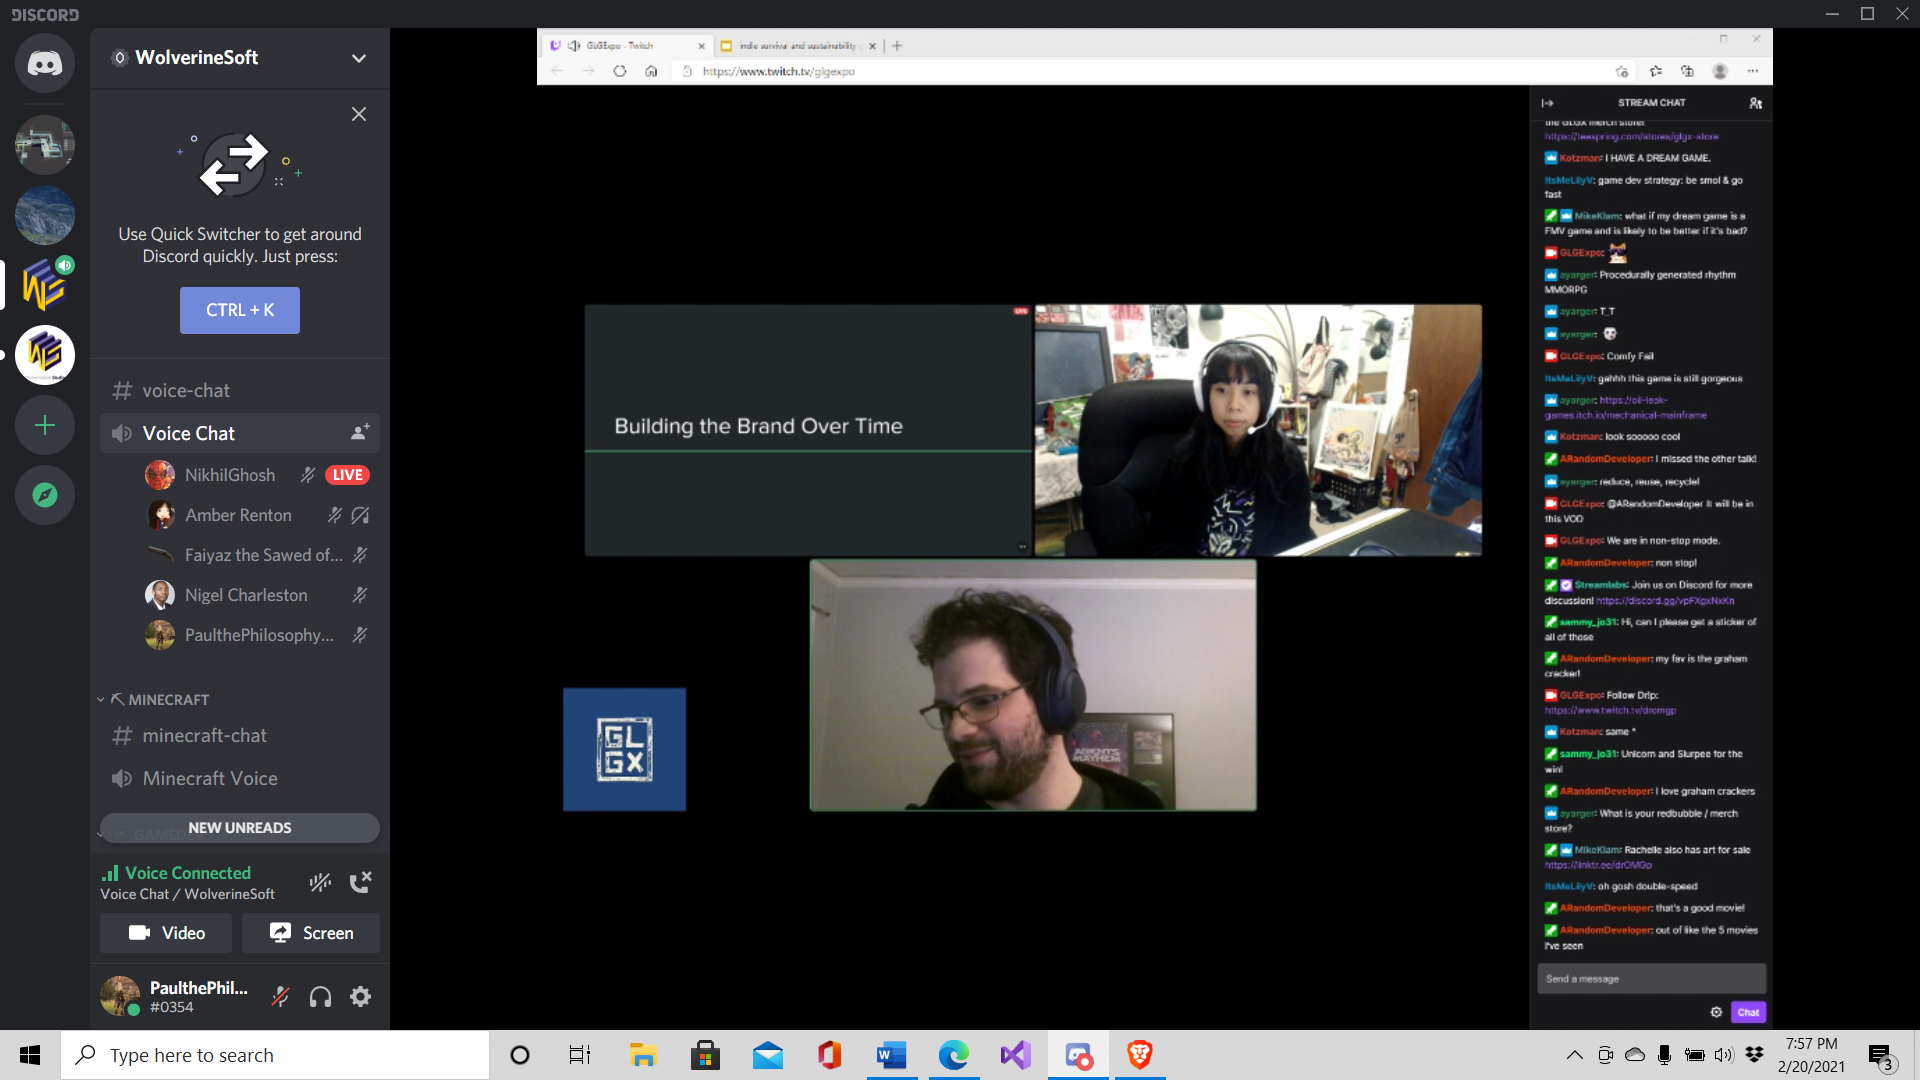 DISCORD
WolverineSoft
Use Quick Switcher to get around
Discord quickly. Just press:
CTRL + K
voice-chat
Voice Chat
NikhilGhosh
LIVE
Amber Renton
Faiyaz the Sawed of...
Nigel Charleston
PaulthePhilosophy...
MINECRAFT
minecraft-chat
Minecraft Voice
NEW UNREADS
Voice Connected
Voice Chat / WolverineSoft
Video
Screen
PaulthePhil...
#0354
GLGExpo - Twitch
indie survival and sustainability
https://www.twitch.tv/glgexpo
LIVE
Building the Brand Over Time
GL
GX
AGENTS
MAYHEM
STREAM CHAT
the GLGX merch store!
https://teespring.com/stores/glgx-store
Kotzman: I HAVE A DREAM GAME.
ItsMeLilyV: game dev strategy: be smol & go
fast
MikeKlam: what if my dream game is a
FMV game and is likely to be better if it's bad?
GLGExpo:
ayarger: Procedurally generated rhythm
MMORPG
ayarger: T_T
ayarger:
GLGExpo: Comfy Fail
ItsMeLilyV: gahhh this game is still gorgeous
ayarger: https://oil-leak-
games.itch.io/mechanical-mainframe
Kotzman: look sooooo cool
ARandomDeveloper: I missed the other talk!
ayarger: reduce, reuse, recycle!
GLGExpo: @ARandomDeveloper It will be in
this VOD
GLGExpo: We are in non-stop mode.
ARandomDeveloper: non stop!
Streamlabs: Join us on Discord for more
discussion! https://discord.gg/vpFXgxNxKn
sammy_jo31: Hi, can I please get a sticker of
all of those
ARandomDeveloper: my fav is the graham
cracker!
GLGExpo: Follow Dr!p:
https://www.twitch.tv/dromgp
Kotzman: same *
sammy_jo31: Unicorn and Slurpee for the
win!
ARandomDeveloper: I love graham crackers
ayarger: What is your redbubble / merch
store?
MikeKlam: Rachelle also has art for sale
https://linktr.ee/drOMGp
ItsMeLilyV: oh gosh double-speed
ARandomDeveloper: that's a good movie!
ARandomDeveloper: out of like the 5 movies
I've seen
Send a message
Chat
Type here to search
7:57 PM
2/20/2021
3